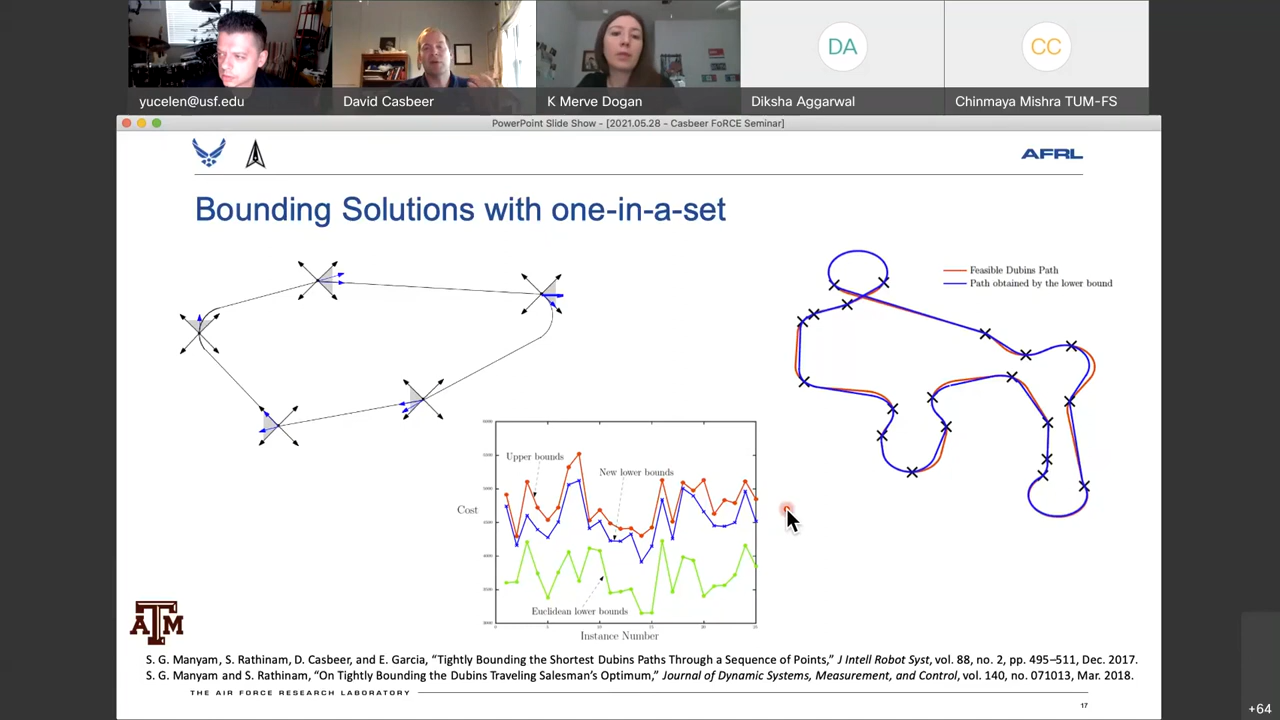 yucelen@usf.edu
David Casbeer
K Merve Dogan
DA
Diksha Aggarwal
CC
Chinmaya Mishra TUM-FS
PowerPoint Slide Show - [2021.05.28 - Casbeer FoRCE Seminar]
AFRL
Bounding Solutions with one-in-a-set
Feasible Dubins Path
Path obtained by the lower bound
Upper bounds
New lower bounds
Cost
Euclidean lower bounds
Instance Number
A T M
S. G. Manyam, S. Rathinam, D. Casbeer, and E. Garcia, “Tightly Bounding the Shortest Dubins Paths Through a Sequence of Points,” J Intell Robot Syst, vol. 88, no. 2, pp. 495–511, Dec. 2017.
S. G. Manyam and S. Rathinam, “On Tightly Bounding the Dubins Traveling Salesman’s Optimum,” Journal of Dynamic Systems, Measurement, and Control, vol. 140, no. 071013, Mar. 2018.
THE AIR FORCE RESEARCH LABORATORY
17
+64